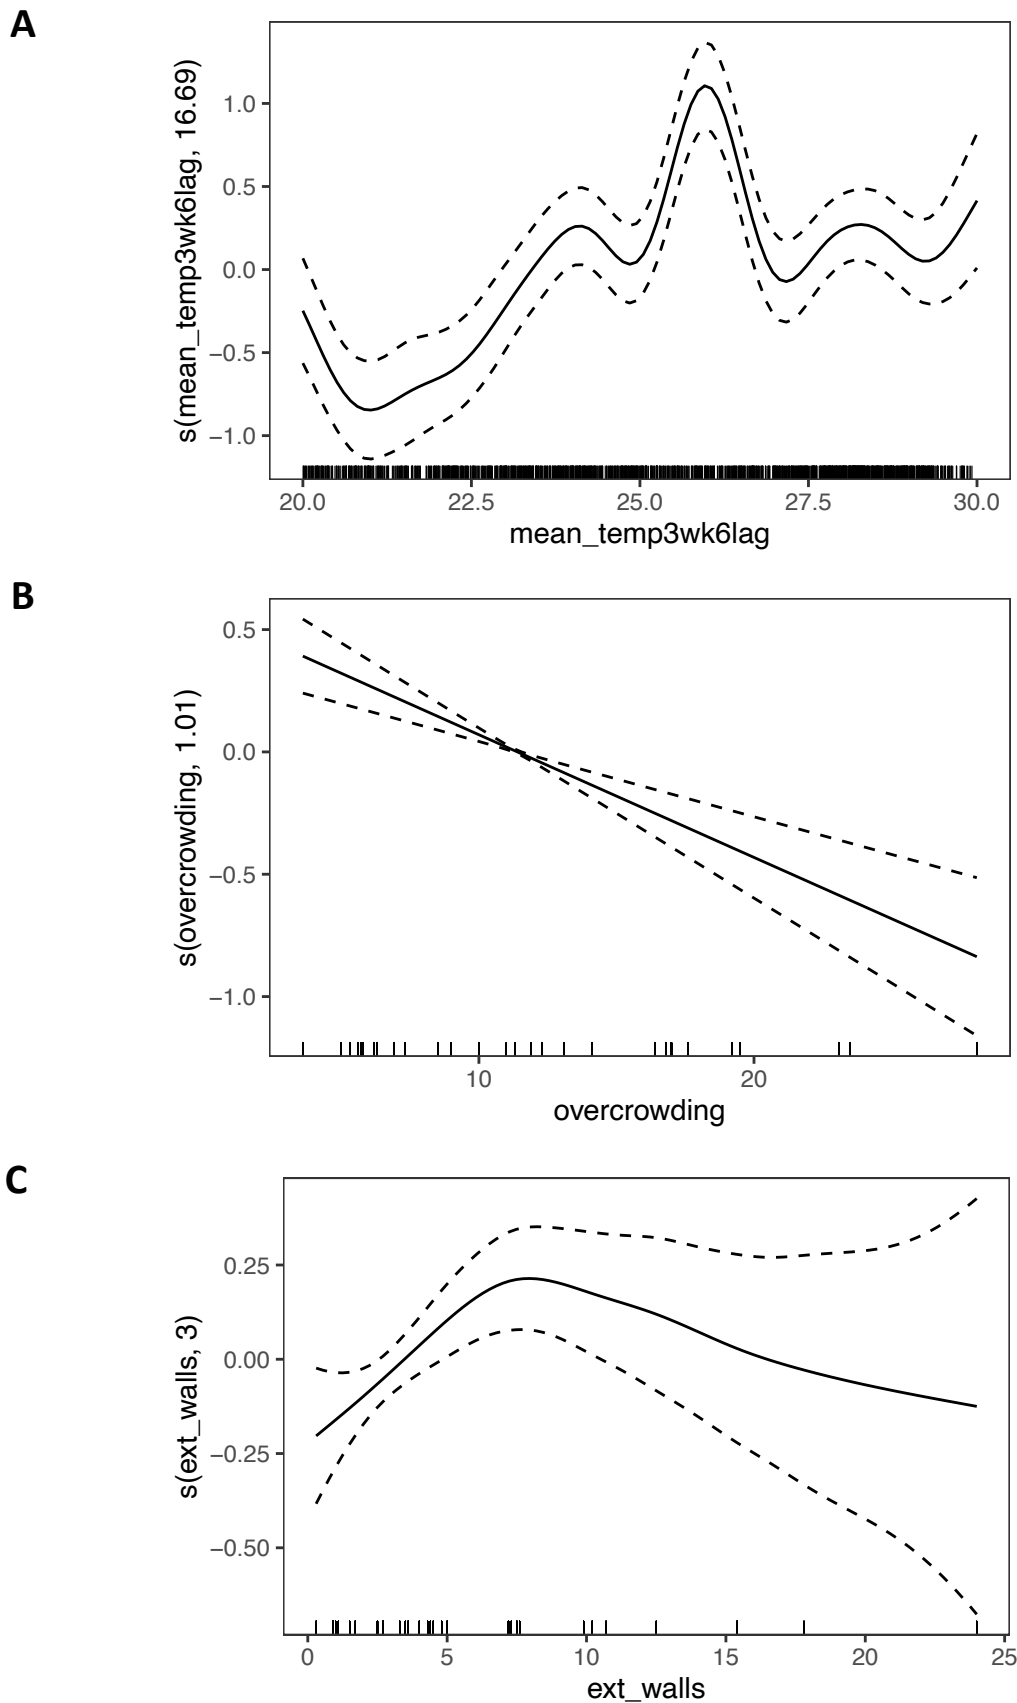 A
s(mean_temp3wk6lag, 16.69)
1.0
0.5
0.0
−0.5
−1.0
20.0 22.5 25.0 27.5 30.0
mean_temp3wk6lag
B
s(overcrowding, 1.01)
0.5
0.0
−0.5
−1.0
10 20
overcrowding
C
s(ext_walls, 3)
0.25
0.00
−0.25
−0.50
0 5 10 15 20 25
ext_walls